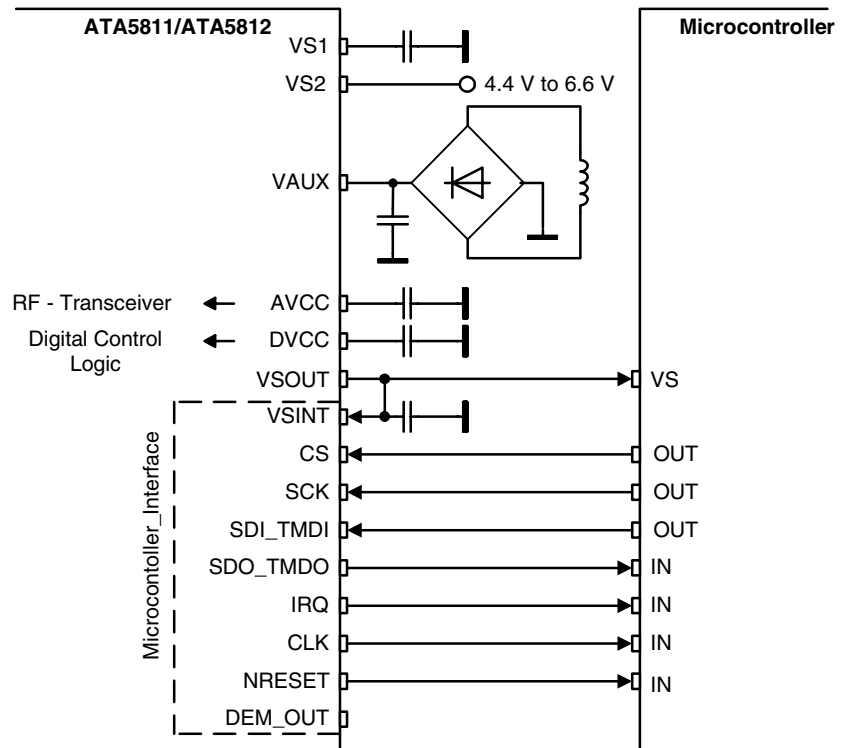 ATA5811/ATA5812
Microcontroller
VS1
VS2
4.4 V to 6.6 V
VAUX
RF - Transceiver
AVCC
Digital Control
Logic
DVCC
VSOUT
VS
VSINT
CS
OUT
SCK
OUT
SDI_TMDI
OUT
SDO_TMDO
IN
IRQ
IN
CLK
IN
NRESET
IN
DEM_OUT
Microcontoller_Interface